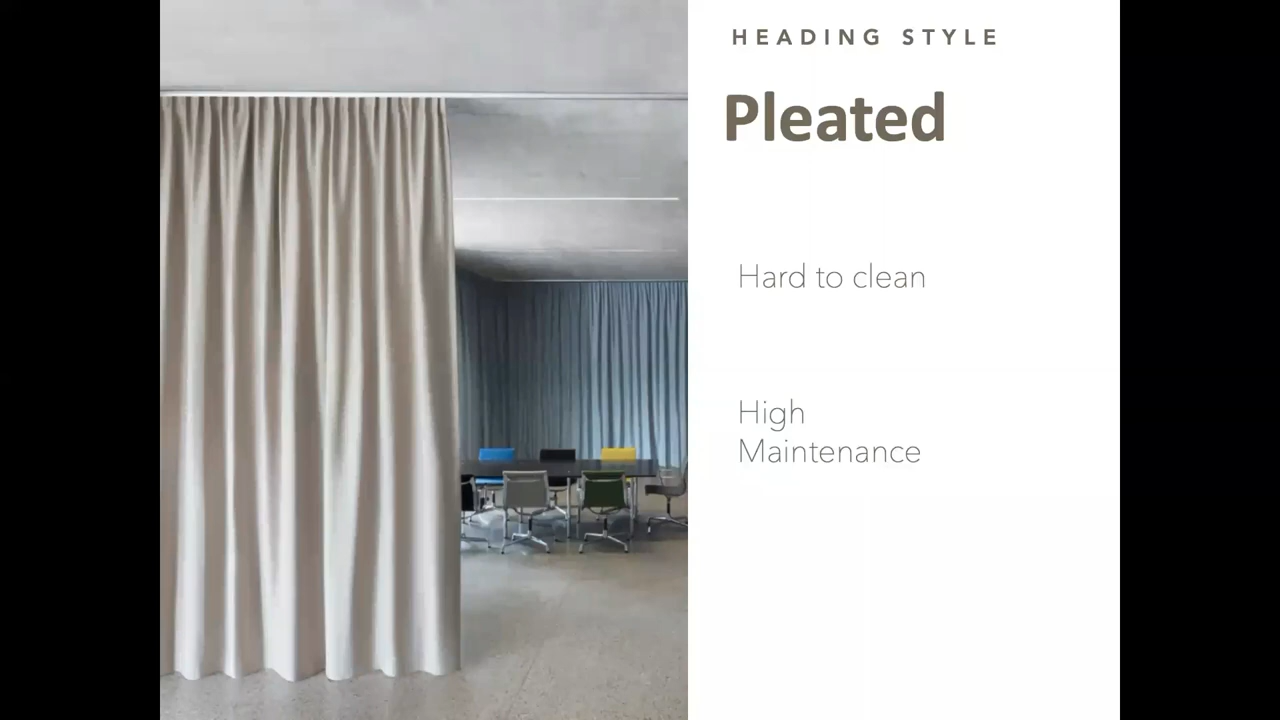 HEADING STYLE
Pleated
Hard to clean
High
Maintenance